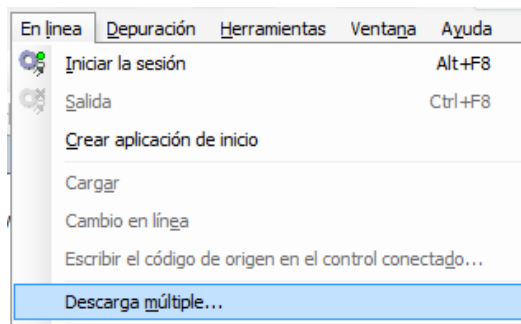 En línea Depuración Herramientas Ventana Ayuda
Iniciar la sesión Alt+F8
Salida Ctrl+F8
Crear aplicación de inicio
Cargar
Cambio en línea
Escribir el código de origen en el control conectado...
Descarga múltiple...